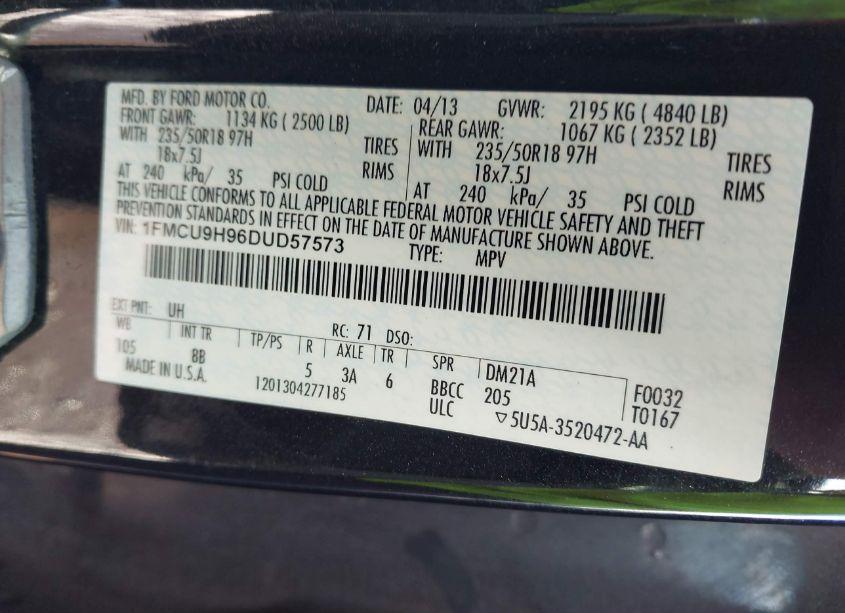 MFD. BY FORD MOTOR CO. DATE: 04/13 GVWR: 2195 KG ( 4840 LB)
FRONT GAWR: 1134 KG ( 2500 LB) REAR GAWR: 1067 KG ( 2352 LB)
WITH 235/50R18 97H TIRES WITH 235/50R18 97H TIRES
18x7.5J RIMS 18x7.5J RIMS
AT 240 kPa/ 35 PSI COLD AT 240 kPa/ 35 PSI COLD
THIS VEHICLE CONFORMS TO ALL APPLICABLE FEDERAL MOTOR VEHICLE SAFETY AND THEFT
PREVENTION STANDARDS IN EFFECT ON THE DATE OF MANUFACTURE SHOWN ABOVE.
VIN: 1FMCU9H96DUD57573 TYPE: MPV
EXT PNT: UH RC: 71 DSO:
WB INT TR TP/PS R AXLE TR SPR DM21A F0032
105 BB 5 3A 6 BBCC 205 T0167
MADE IN U.S.A. 1201304277185 ULC ▽5U5A-3520472-AA